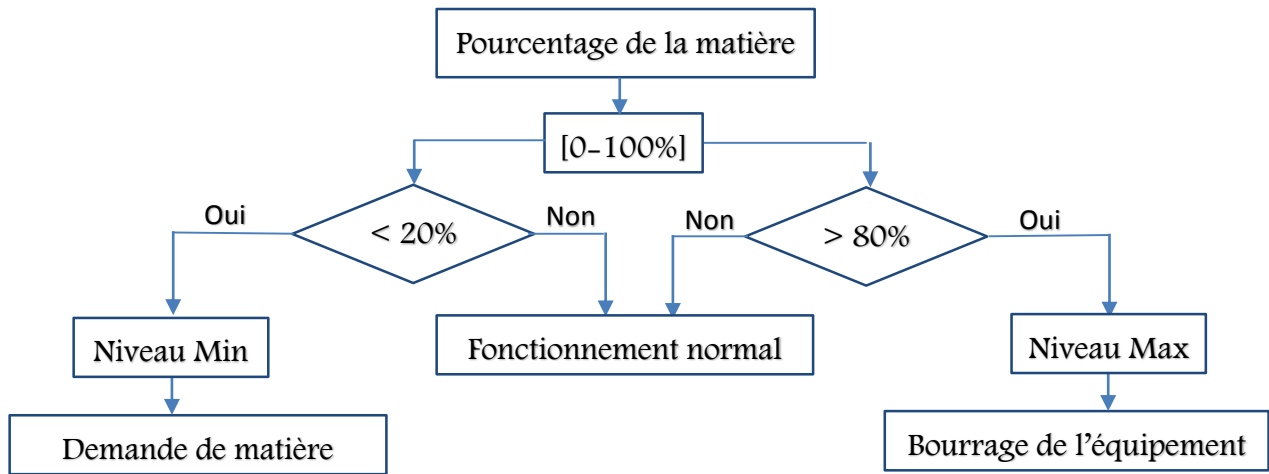 Pourcentage de la matière
[0-100%]
Oui
< 20%
Non
Non
> 80%
Oui
Niveau Min
Fonctionnement normal
Niveau Max
Demande de matière
Bourrage de l'équipement